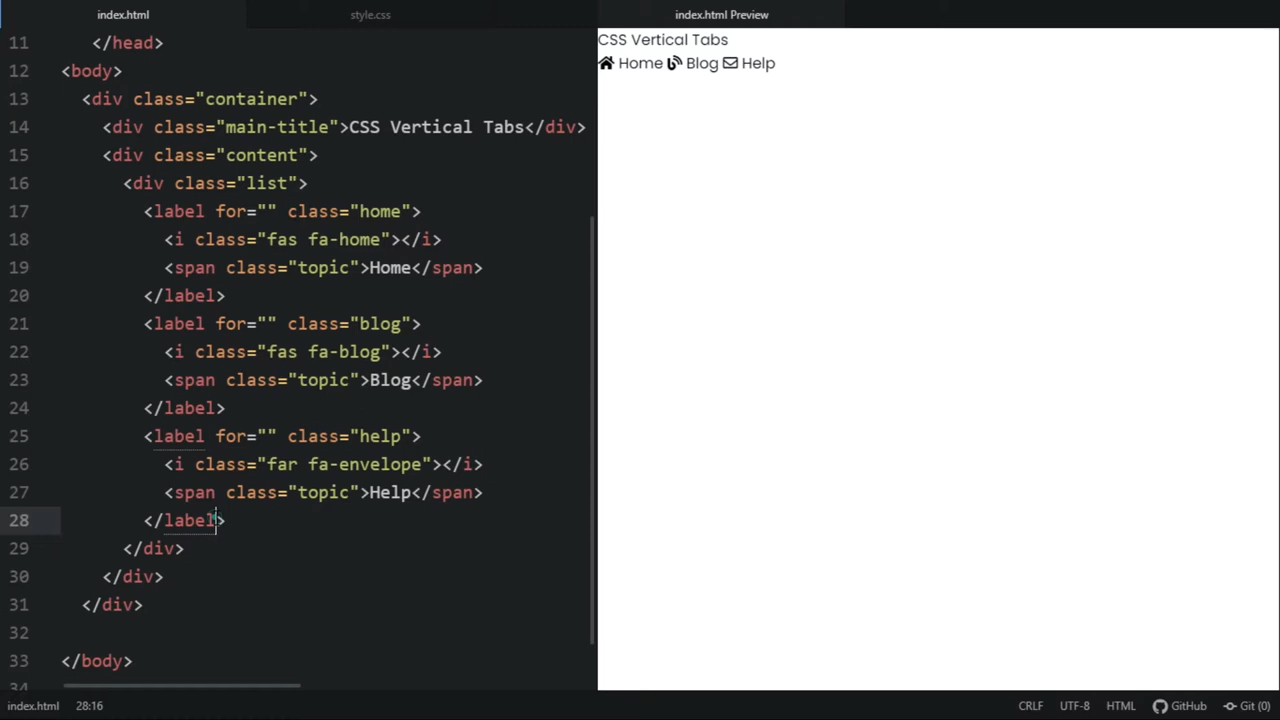 index.html
style.css
index.html Preview
11 </head>
12 <body>
13 <div class="container">
14 <div class="main-title">CSS Vertical Tabs</div>
15 <div class="content">
16 <div class="list">
17 <label for="" class="home">
18 <i class="fas fa-home"></i>
19 <span class="topic">Home</span>
20 </label>
21 <label for="" class="blog">
22 <i class="fas fa-blog"></i>
23 <span class="topic">Blog</span>
24 </label>
25 <label for="" class="help">
26 <i class="far fa-envelope"></i>
27 <span class="topic">Help</span>
28 </label>
29 </div>
30 </div>
31 </div>
32
33 </body>
34
CSS Vertical Tabs
Home Blog Help
index.html 28:16 CRLF UTF-8 HTML GitHub Git (0)